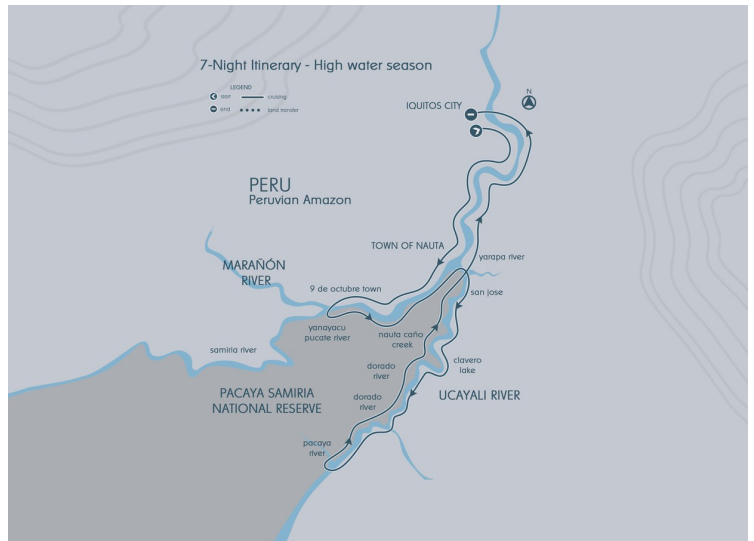 7-Night Itinerary - High water season
LEGEND
start
cruising
end
land transfer
N
IQUITOS CITY
PERU
Peruvian Amazon
TOWN OF NAUTA
yarapa river
MARAÑÓN
RIVER
9 de octubre town
san jose
yanayacu
pucate river
nauta caño
creek
samiria river
clavero
lake
dorado
river
PACAYA SAMIRIA
NATIONAL RESERVE
dorado
river
UCAYALI RIVER
pacaya
river